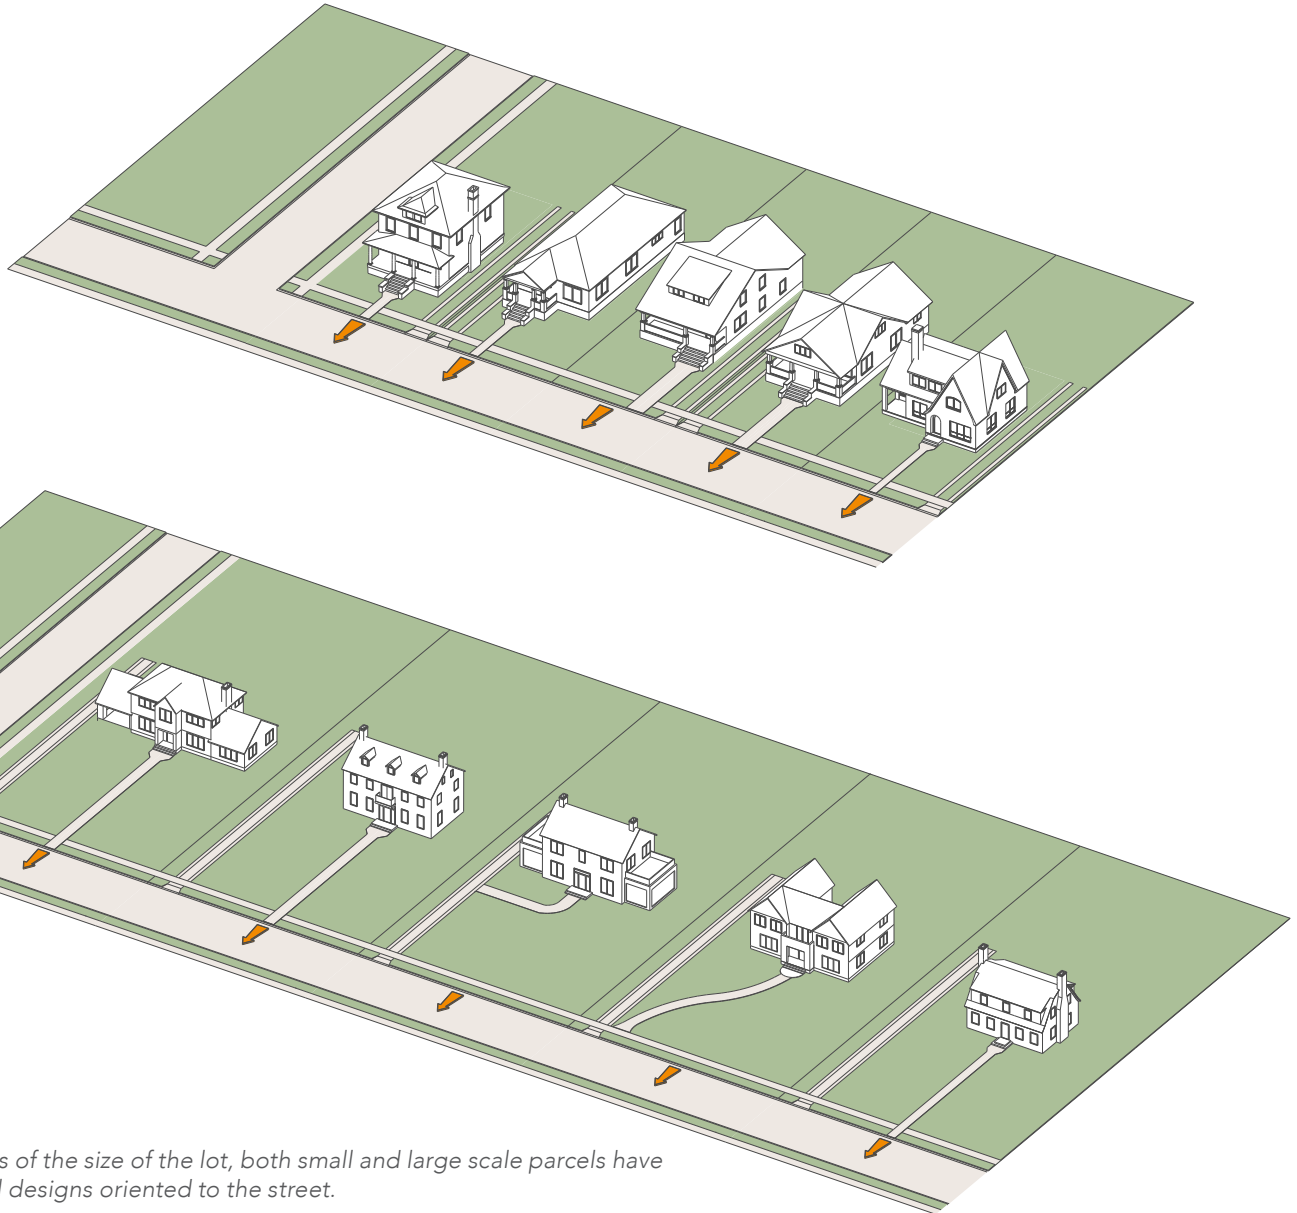 s of the size of the lot, both small and large scale parcels have
designs oriented to the street.